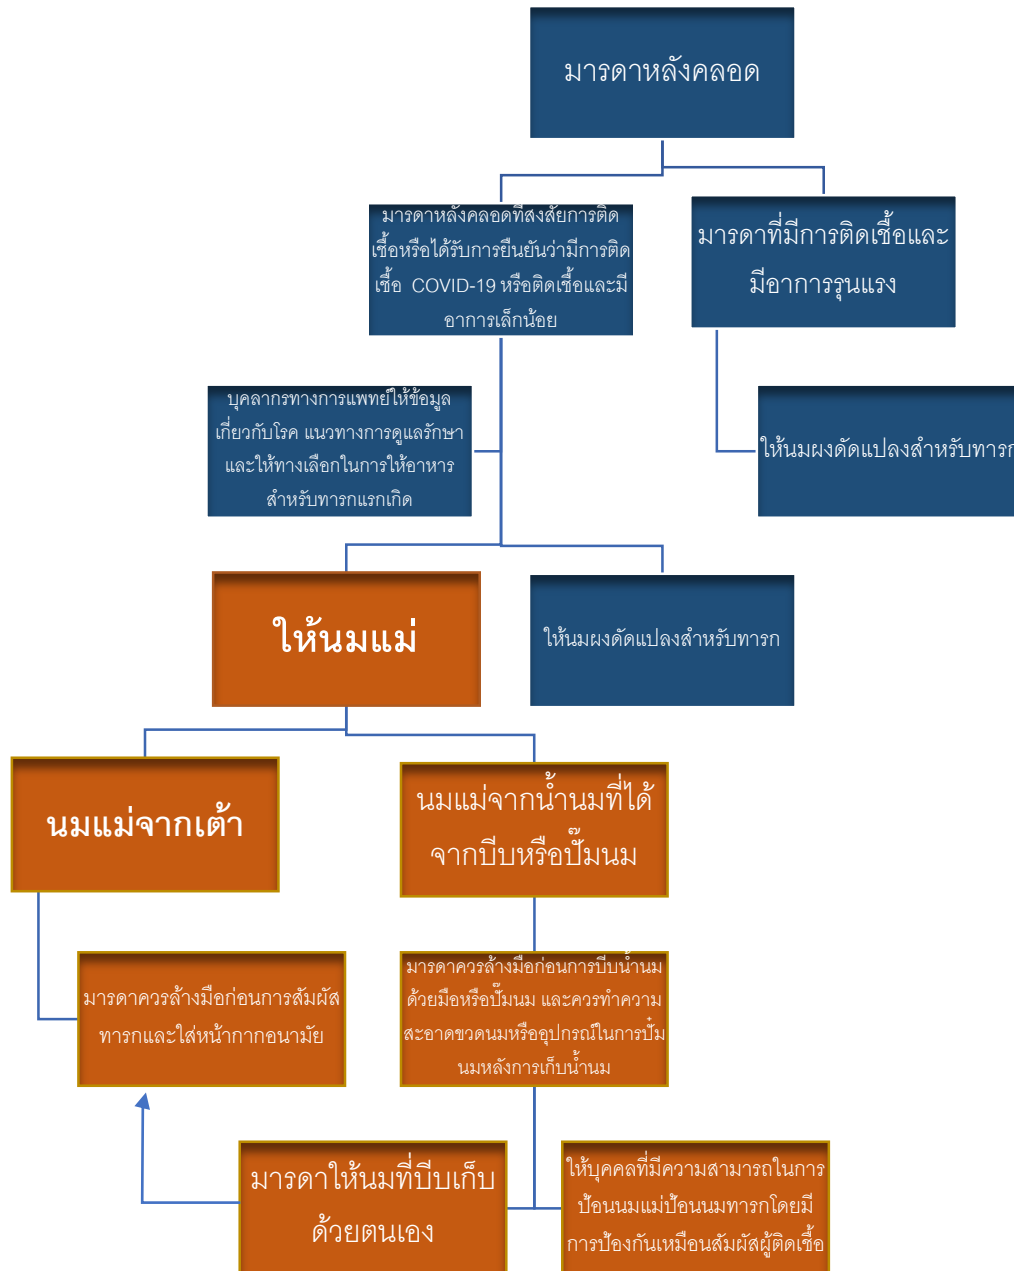 มารดาหลังคลอด
มารดาหลังคลอดที่สงสัยการติด
เชื้อหรือได้รับการยืนยันว่ามีการติด
เชื้อ COVID-19 หรือติดเชื้อและมี
อาการเล็กน้อย
มารดาที่มีการติดเชื้อและ
มีอาการรุนแรง
บุคลากรทางการแพทย์ให้ข้อมูล
เกี่ยวกับโรค แนวทางการดูแลรักษา
และให้ทางเลือกในการให้อาหาร
สำหรับทารกแรกเกิด
ให้นมผงดัดแปลงสำหรับทารก
ให้นมแม่
ให้นมผงดัดแปลงสำหรับทารก
นมแม่จากเต้า
นมแม่จากน้ำนมที่ได้
จากบีบหรือปั๊มนม
มารดาควรล้างมือก่อนการสัมผัส
ทารกและใส่หน้ากากอนามัย
มารดาควรล้างมือก่อนการบีบน้ำนม
ด้วยมือหรือปั๊มนม และควรทำความ
สะอาดขวดนมหรืออุปกรณ์ในการปั๋ม
นมหลังการเก็บน้ำนม
มารดาให้นมที่บีบเก็บ
ด้วยตนเอง
ให้บุคคลที่มีความสามารถในการ
ป้อนนมแม่ป้อนนมทารกโดยมี
การป้องกันเหมือนสัมผัสผู้ติดเชื้อ